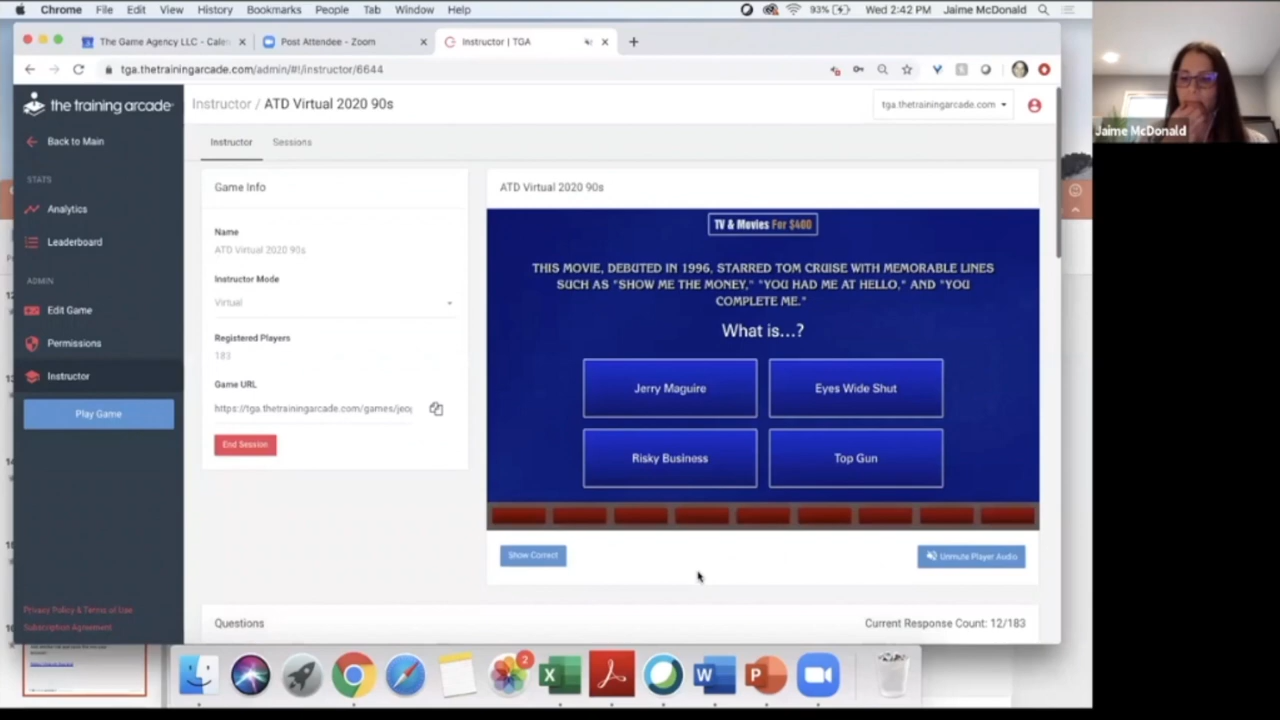 Chrome File Edit View History Bookmarks People Tab Window Help 93% Wed 2:42 PM Jaime McDonald
The Game Agency LLC - Cale
Post Attendee - Zoom
Instructor | TGA
tga.thetrainingarcade.com/admin/#!/instructor/6644
the training arcade
Instructor / ATD Virtual 2020 90s
tga.thetrainingarcade.com
Jaime McDonald
Back to Main
Instructor Sessions
STATS
Analytics
Leaderboard
ADMIN
Edit Game
Permissions
Instructor
Play Game
Privacy Policy & Terms of Use
Subscription Agreement
Game Info
Name
ATD Virtual 2020 90s
Instructor Mode
Virtual
Registered Players
183
Game URL
https://tga.thetrainingarcade.com/games/jeop
End Session
ATD Virtual 2020 90s
TV & Movies For $400
THIS MOVIE, DEBUTED IN 1996, STARRED TOM CRUISE WITH MEMORABLE LINES
SUCH AS "SHOW ME THE MONEY," "YOU HAD ME AT HELLO," AND "YOU
COMPLETE ME."
What is...?
Jerry Maguire
Eyes Wide Shut
Risky Business
Top Gun
Show Correct
Unmute Player Audio
Questions
Current Response Count: 12/183
2